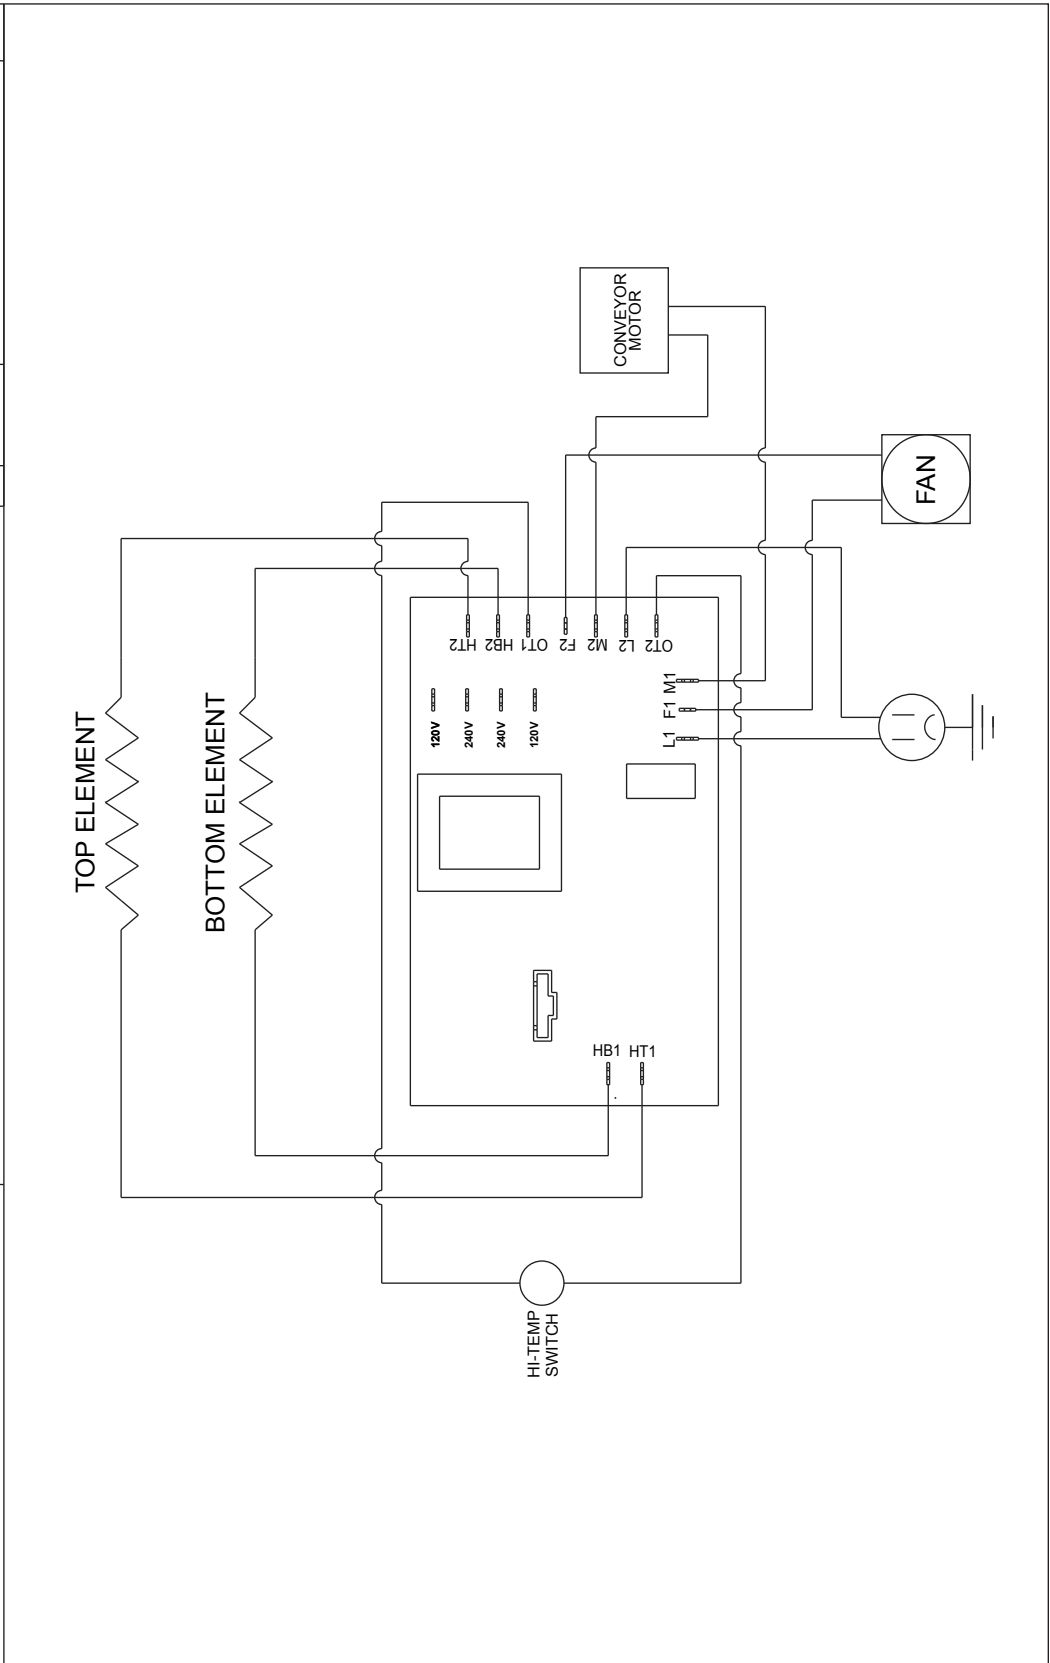 CONVEYOR
MOTOR
FAN
HT2
HB2
OT1
F2
M2
L2
OT2
120V
240V
240V
120V
L1
F1
M1
TOP ELEMENT
BOTTOM ELEMENT
HB1
HT1
HI-TEMP
SWITCH